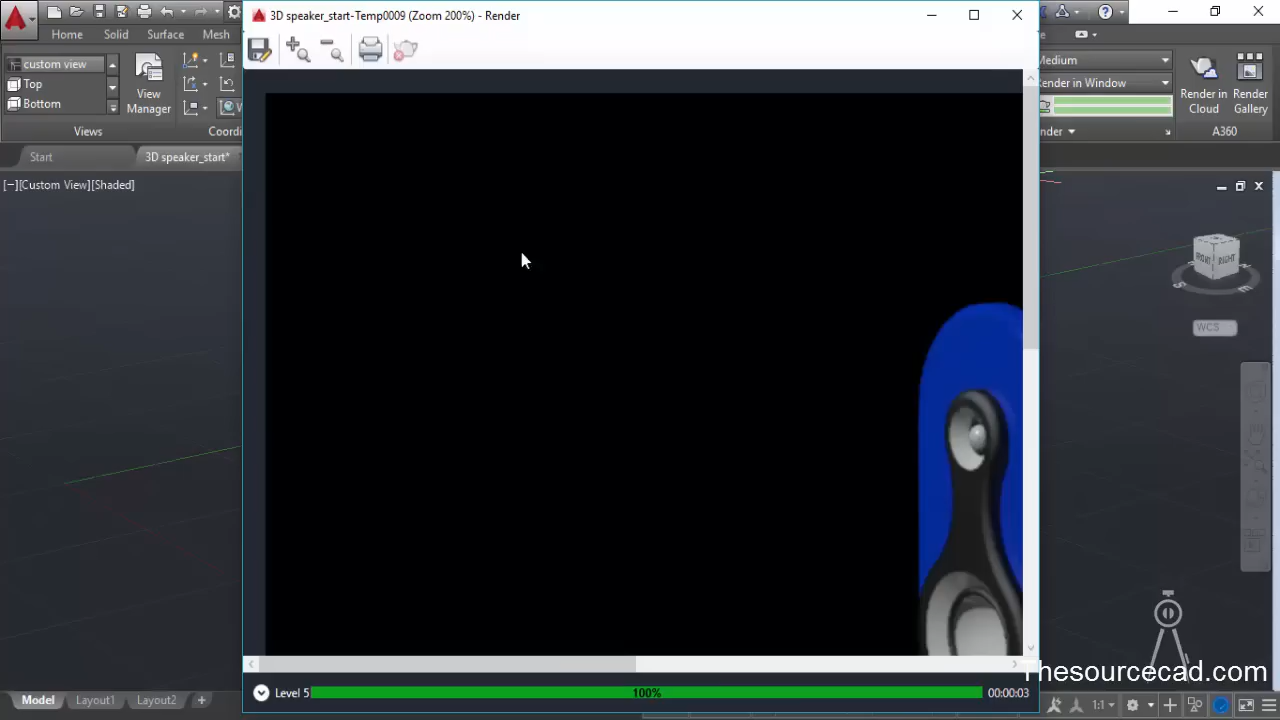 3D speaker_start-Temp0009 (Zoom 200%) - Render
Home Solid Surface Mesh
custom view
Top
Bottom
View
Manager
Views
Medium
Render in Window
Render in
Cloud
Render
Gallery
A360
Start
3D speaker_start*
[−][Custom View][Shaded]
FRONT
RIGHT
S
WCS
Level 5
100%
00:00:03
Thesourcecad.com
Model Layout1 Layout2 +
1:1